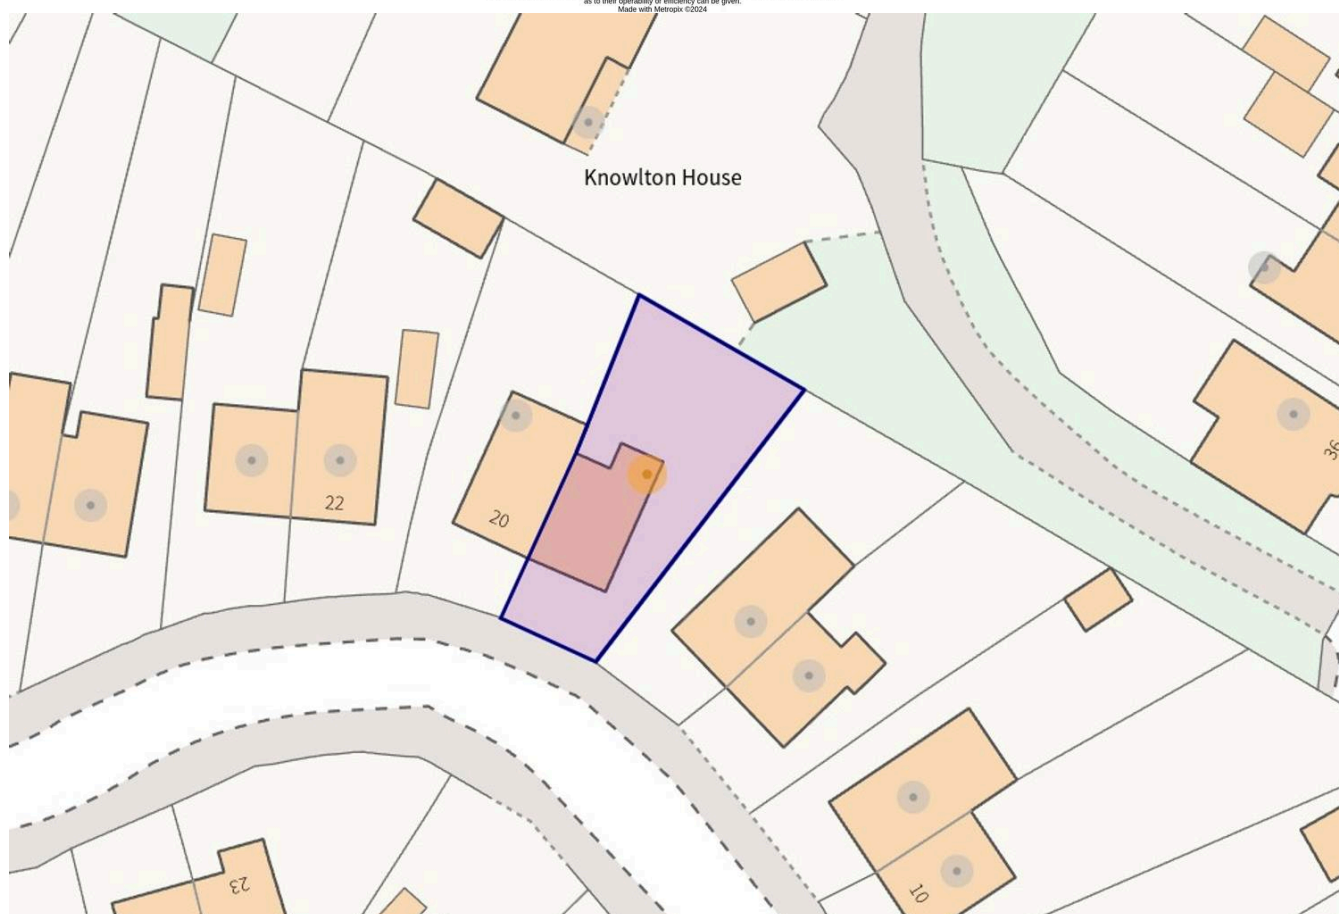 as to their operability or efficiency can be given.
Made with Metropix ©2024
Knowlton House
22
20
36
23
10